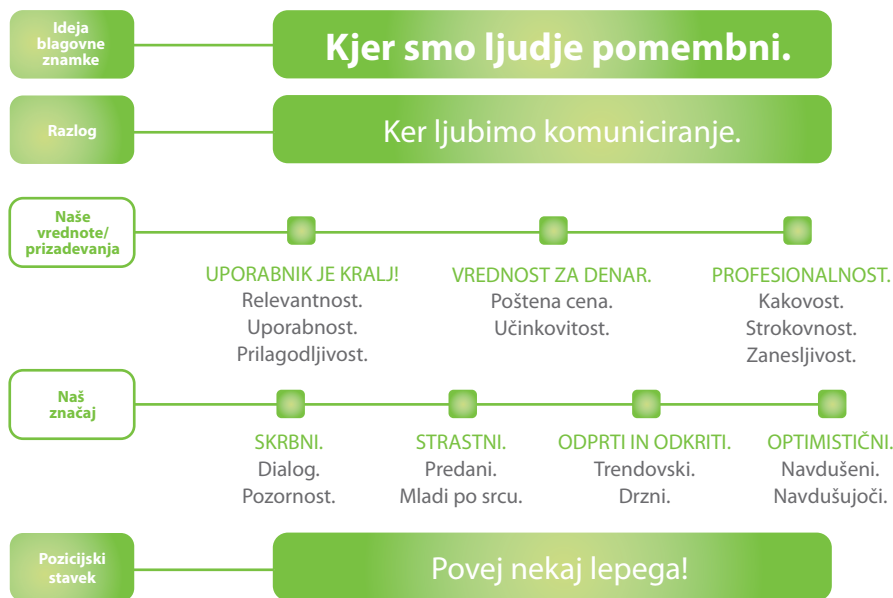 Ideja
blagovne
znamke
Kjer smo ljudje pomembni.
Razlog
Ker ljubimo komuniciranje.
Naše
vrednote/
prizadevanja
UPORABNIK JE KRALJ!
Relevantnost.
Uporabnost.
Prilagodljivost.
VREDNOST ZA DENAR.
Poštena cena.
Učinkovitost.
PROFESIONALNOST.
Kakovost.
Strokovnost.
Zanesljivost.
Naš
značaj
SKRBNI.
Dialog.
Pozornost.
STRASTNI.
Predani.
Mladi po srcu.
ODPRTI IN ODKRITI.
Trendovski.
Drzni.
OPTIMISTIČNI.
Navdušeni.
Navdušujoči.
Pozicijski
stavek
Povej nekaj lepega!